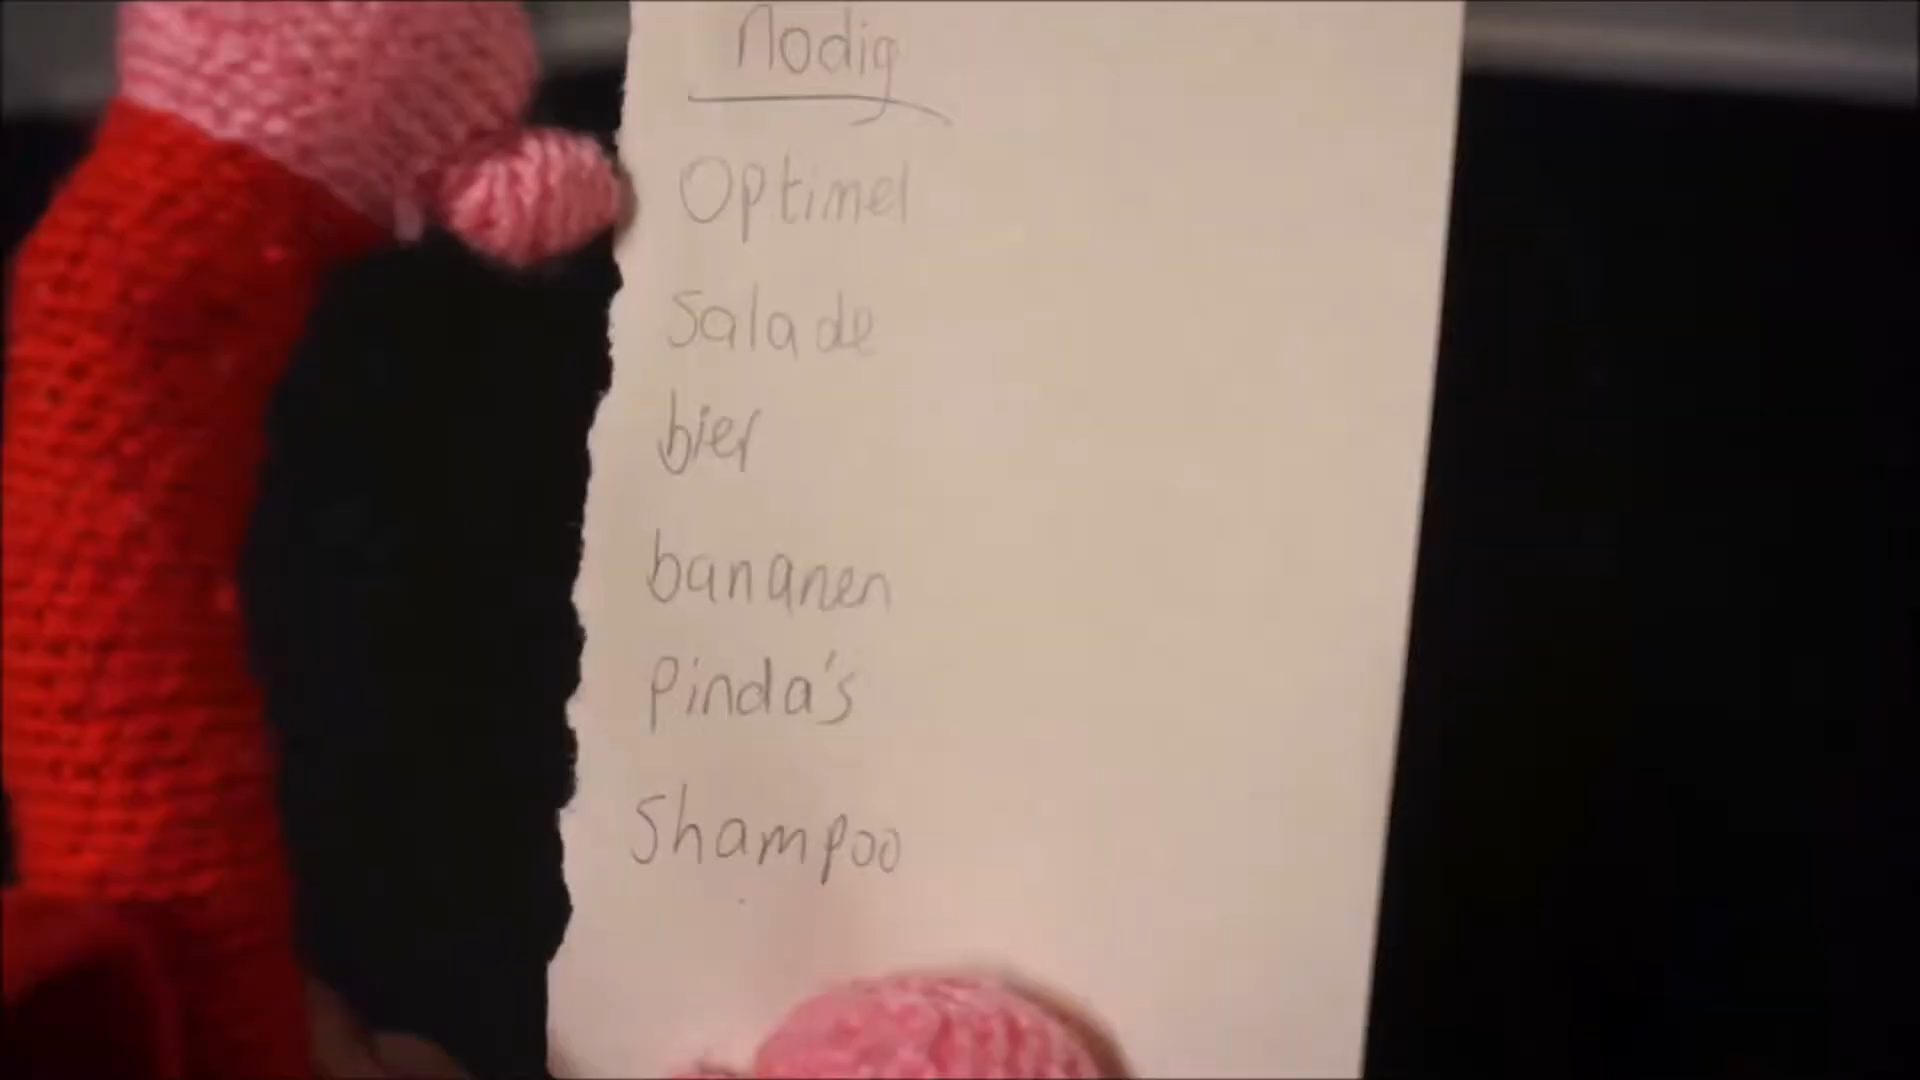 nodig
Optimel
Salade
bier
bananen
Pinda's
Shampoo